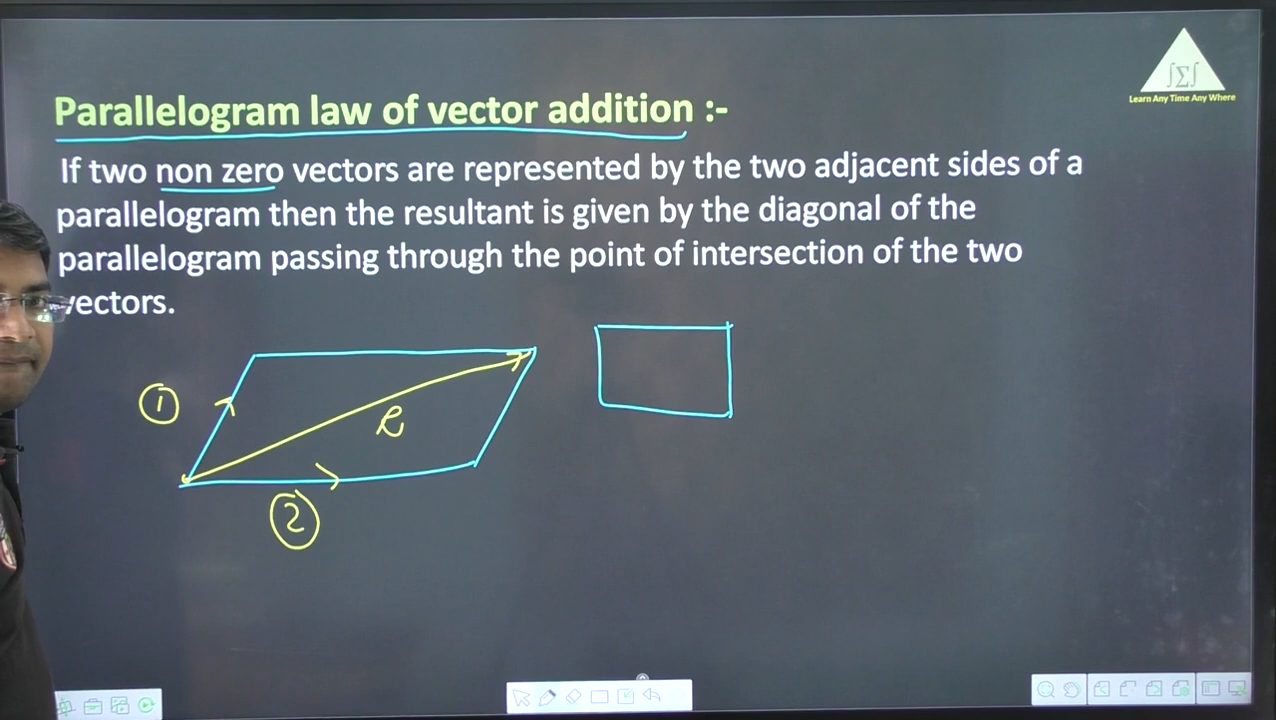 ∫∑∫
Learn Any Time Any Where
Parallelogram law of vector addition :-
If two non zero vectors are represented by the two adjacent sides of a
parallelogram then the resultant is given by the diagonal of the
parallelogram passing through the point of intersection of the two
vectors.
1
R
2